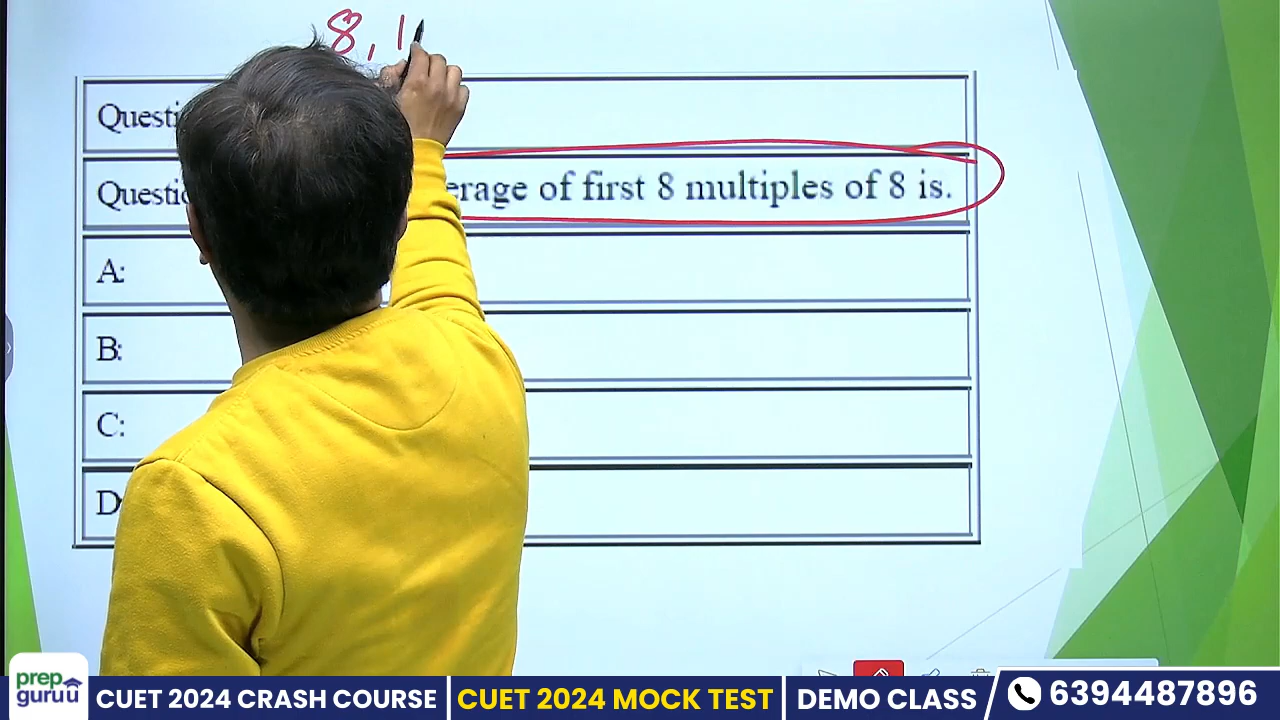 8, 1
Questi
Questi erage of first 8 multiples of 8 is.
A:
B:
C:
D:
prep
guru
CUET 2024 CRASH COURSE
CUET 2024 MOCK TEST
DEMO CLASS
6394487896